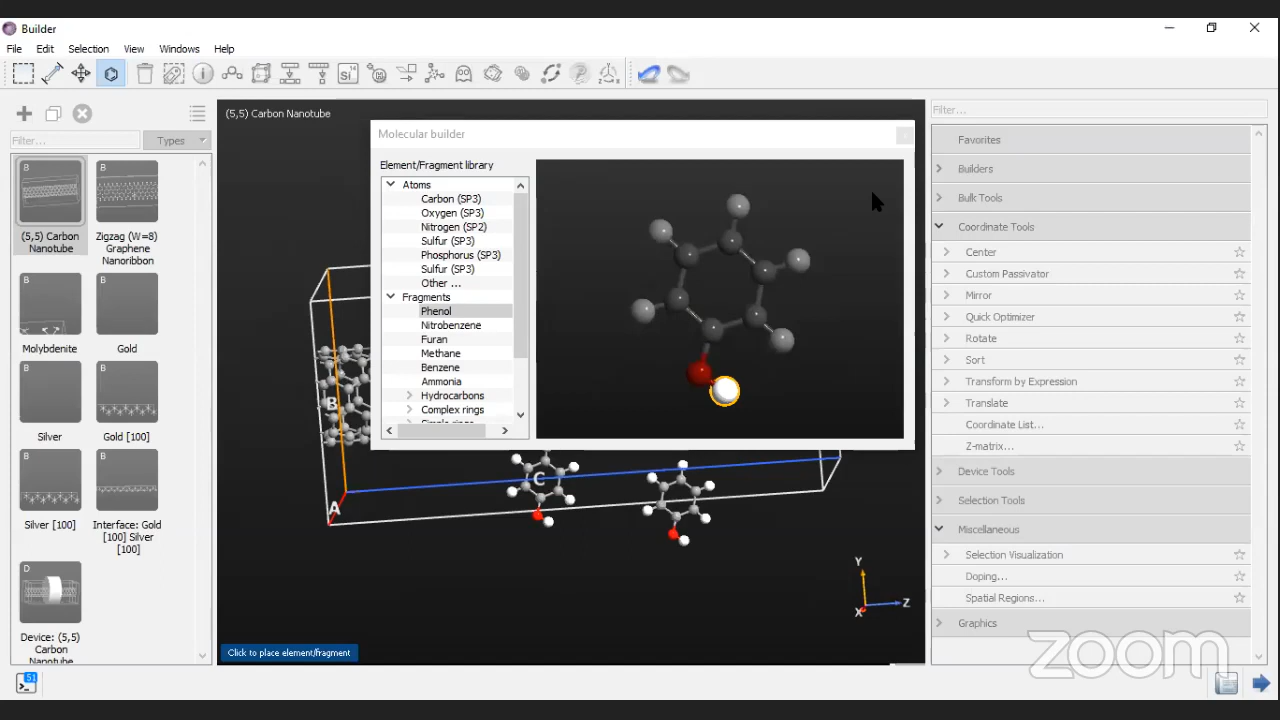 Builder
File Edit Selection View Windows Help
Si
14
Filter...
Types
B
(5,5) Carbon
Nanotube
B
Zigzag (W=8)
Graphene
Nanoribbon
B
Molybdenite
B
Gold
B
Silver
B
Gold [100]
B
Silver [100]
B
Interface: Gold
[100] Silver
[100]
D
Device: (5,5)
Carbon
Nanotube
51
(5,5) Carbon Nanotube
Molecular builder
Element/Fragment library
Atoms
Carbon (SP3)
Oxygen (SP3)
Nitrogen (SP2)
Sulfur (SP3)
Phosphorus (SP3)
Sulfur (SP3)
Other ...
Fragments
Phenol
Nitrobenzene
Furan
Methane
Benzene
Ammonia
Hydrocarbons
Complex rings
Simple rings
B
C
A
Y
X
Z
Click to place element/fragment
Filter...
Favorites
Builders
Bulk Tools
Coordinate Tools
Center
Custom Passivator
Mirror
Quick Optimizer
Rotate
Sort
Transform by Expression
Translate
Coordinate List...
Z-matrix...
Device Tools
Selection Tools
Miscellaneous
Selection Visualization
Doping...
Spatial Regions...
Graphics
zoom